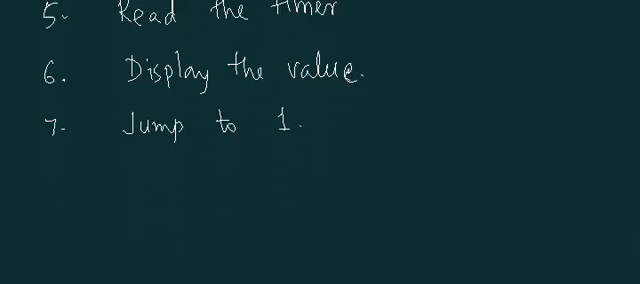 5. Read the timer
6. Display the value.
7. Jump to 1.